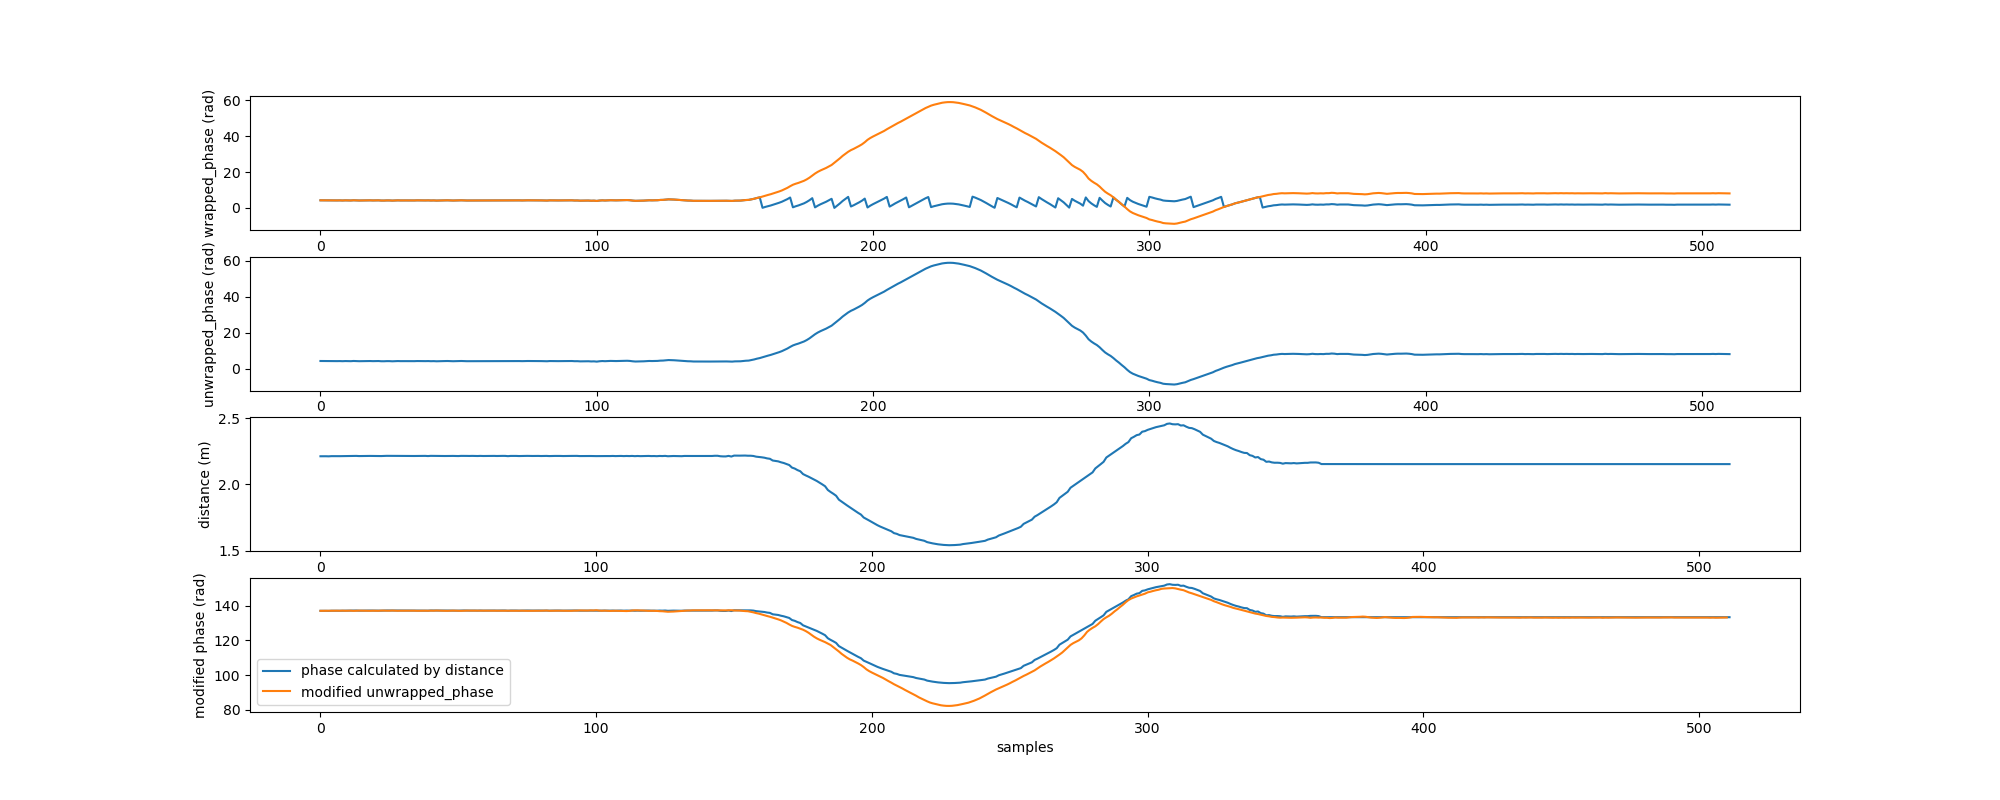 wrapped_phase (rad)
60
40
20
0
0 100 200 300 400 500
unwrapped_phase (rad)
60
40
20
0
0 100 200 300 400 500
distance (m)
2.5
2.0
1.5
0 100 200 300 400 500
modified phase (rad)
140
120
100
80
phase calculated by distance
modified unwrapped_phase
0 100 200 300 400 500
samples